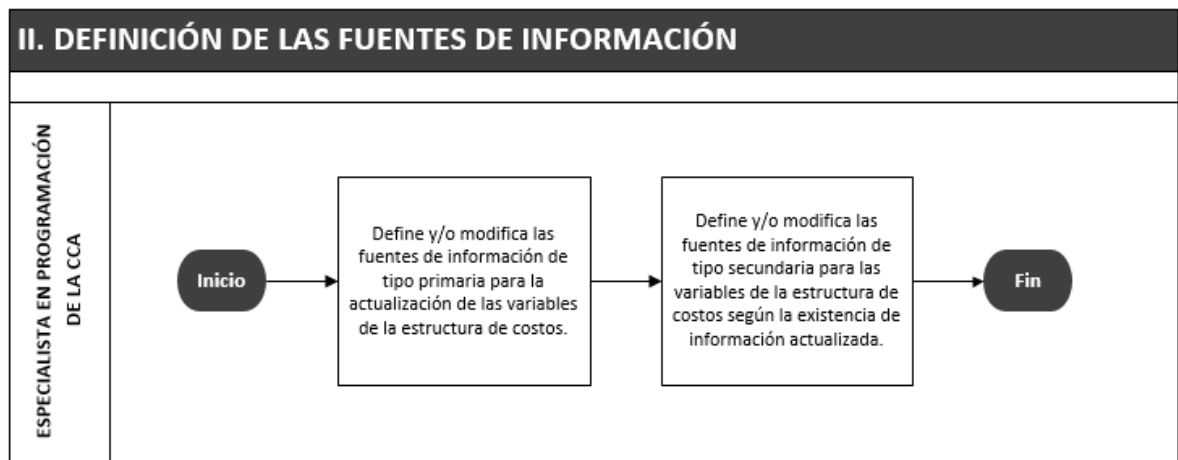 II. DEFINICIÓN DE LAS FUENTES DE INFORMACIÓN
ESPECIALISTA EN PROGRAMACIÓN
DE LA CCA
Inicio
Define y/o modifica las
fuentes de información de
tipo primaria para la
actualización de las variables
de la estructura de costos.
Define y/o modifica las
fuentes de información de
tipo secundaria para las
variables de la estructura de
costos según la existencia de
información actualizada.
Fin